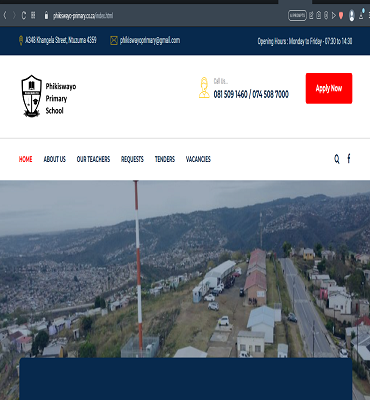 phikiswayo-primary.co.za/index.html
A348 Khangela Street, Ntuzuma 4359
phikiswayoprimary@gmail.com
Opening Hours : Monday to Friday - 07:30 to 14:30
Phikiswayo
Primary
School
Call Us...
081 509 1460 / 074 508 7000
Apply Now
HOME
ABOUT US
OUR TEACHERS
REQUESTS
TENDERS
VACANCIES